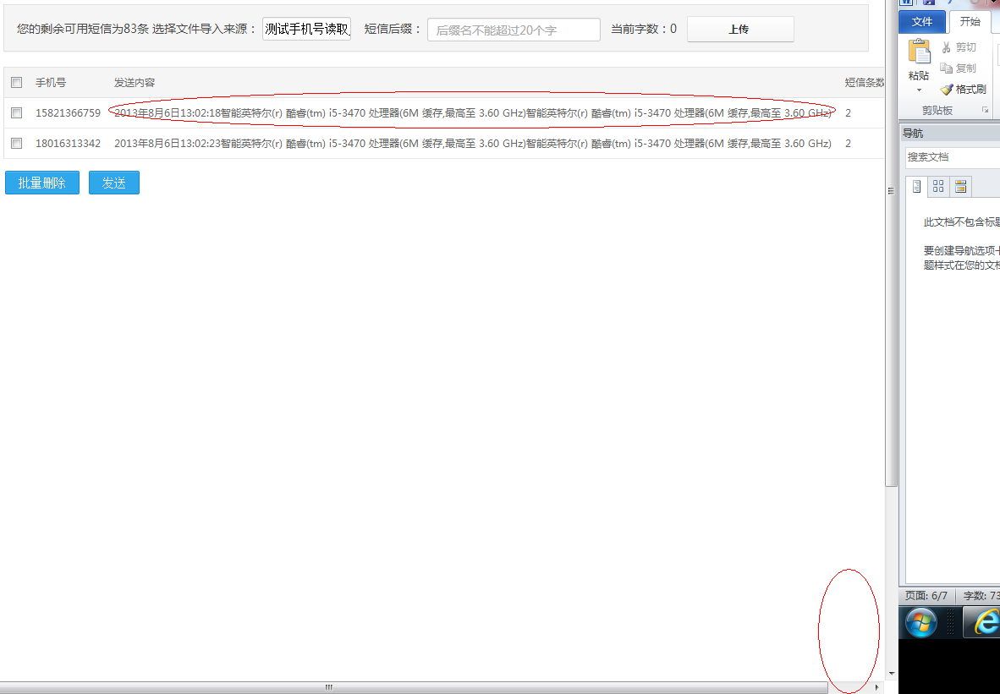 您的剩余可用短信为83条 选择文件导入来源： 测试手机号读取 短信后缀： 后缀名不能超过20个字 当前字数：0 上传
手机号 发送内容 短信条数
15821366759 2013年8月6日13:02:18智能英特尔(r) 酷睿(tm) i5-3470 处理器(6M 缓存,最高至 3.60 GHz)智能英特尔(r) 酷睿(tm) i5-3470 处理器(6M 缓存,最高至 3.60 GHz) 2
18016313342 2013年8月6日13:02:23智能英特尔(r) 酷睿(tm) i5-3470 处理器(6M 缓存,最高至 3.60 GHz)智能英特尔(r) 酷睿(tm) i5-3470 处理器(6M 缓存,最高至 3.60 GHz) 2
批量删除 发送
文件 开始
粘贴 剪切
复制
格式刷
剪贴板
导航
搜索文档
此文档不包含标题
要创建导航选项卡
题样式在您的文档
页面: 6/7 字数: 73